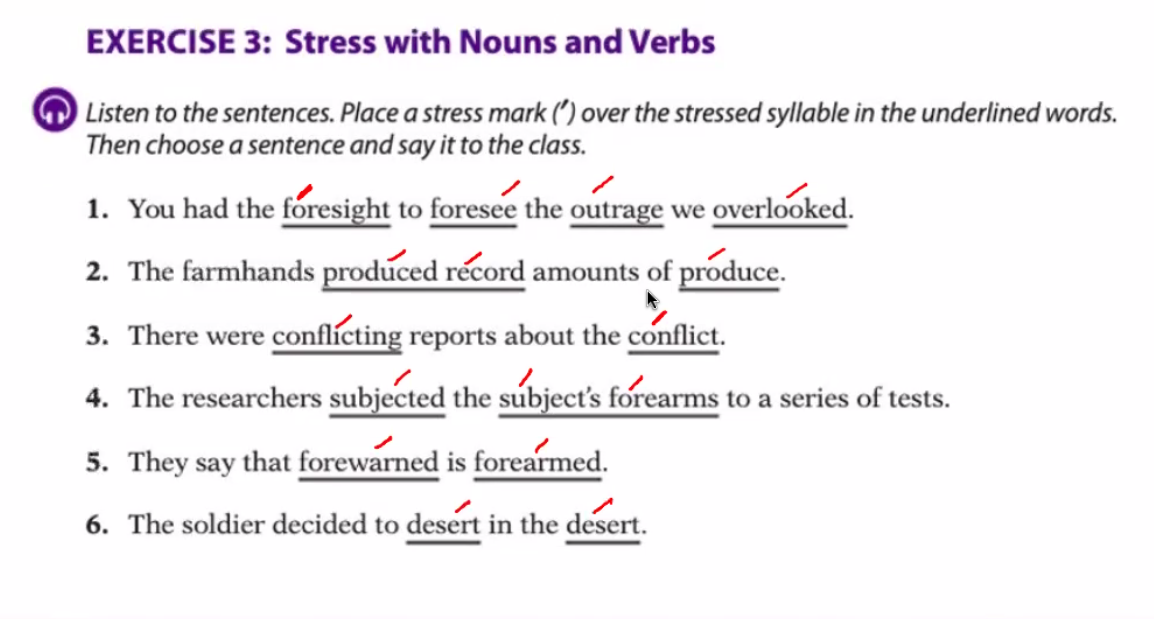 EXERCISE 3: Stress with Nouns and Verbs
Listen to the sentences. Place a stress mark (′) over the stressed syllable in the underlined words.
Then choose a sentence and say it to the class.
1. You had the foresight to foresee the outrage we overlooked.
2. The farmhands produced record amounts of produce.
3. There were conflicting reports about the conflict.
4. The researchers subjected the subject's forearms to a series of tests.
5. They say that forewarned is forearmed.
6. The soldier decided to desert in the desert.